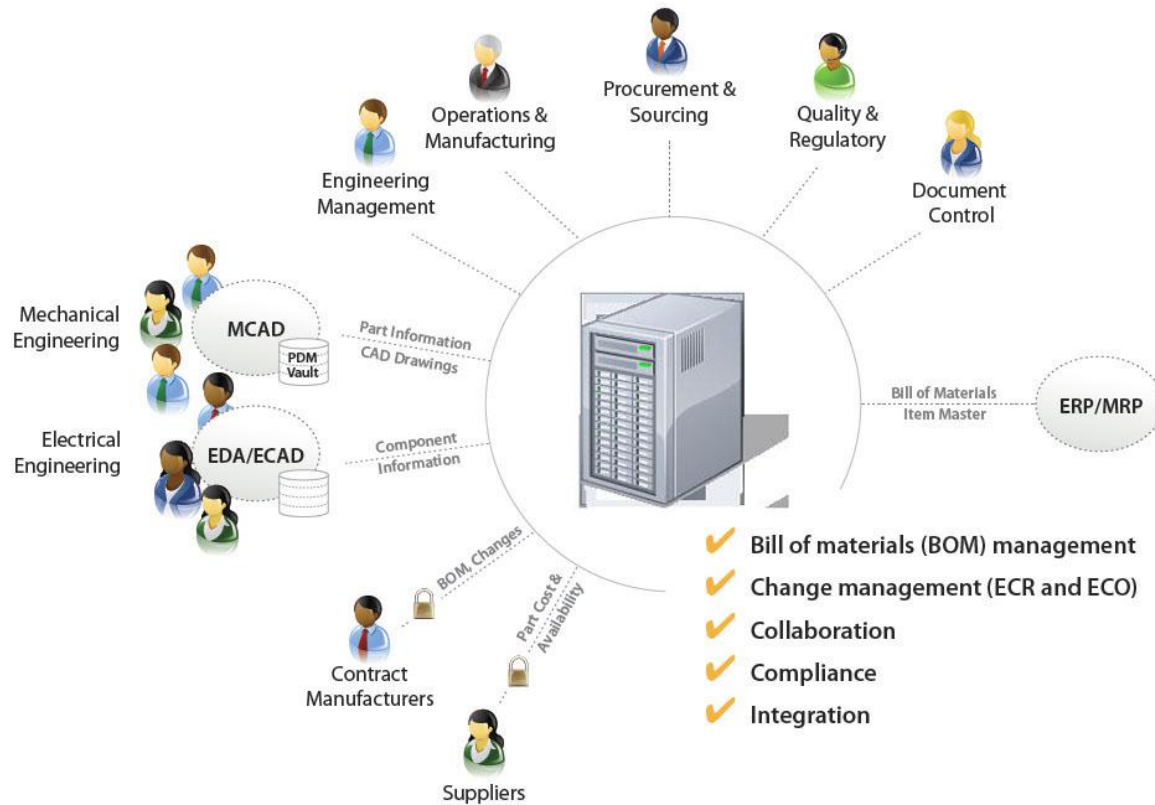 Procurement &
Sourcing
Operations &
Manufacturing
Quality &
Regulatory
Engineering
Management
Document
Control
Mechanical
Engineering
MCAD
PDM
Vault
Part Information
CAD Drawings
Electrical
Engineering
EDA/ECAD
Component
Information
Bill of Materials
Item Master
ERP/MRP
BOM, Changes
Contract
Manufacturers
Part Cost &
Availability
Suppliers
Bill of materials (BOM) management
Change management (ECR and ECO)
Collaboration
Compliance
Integration